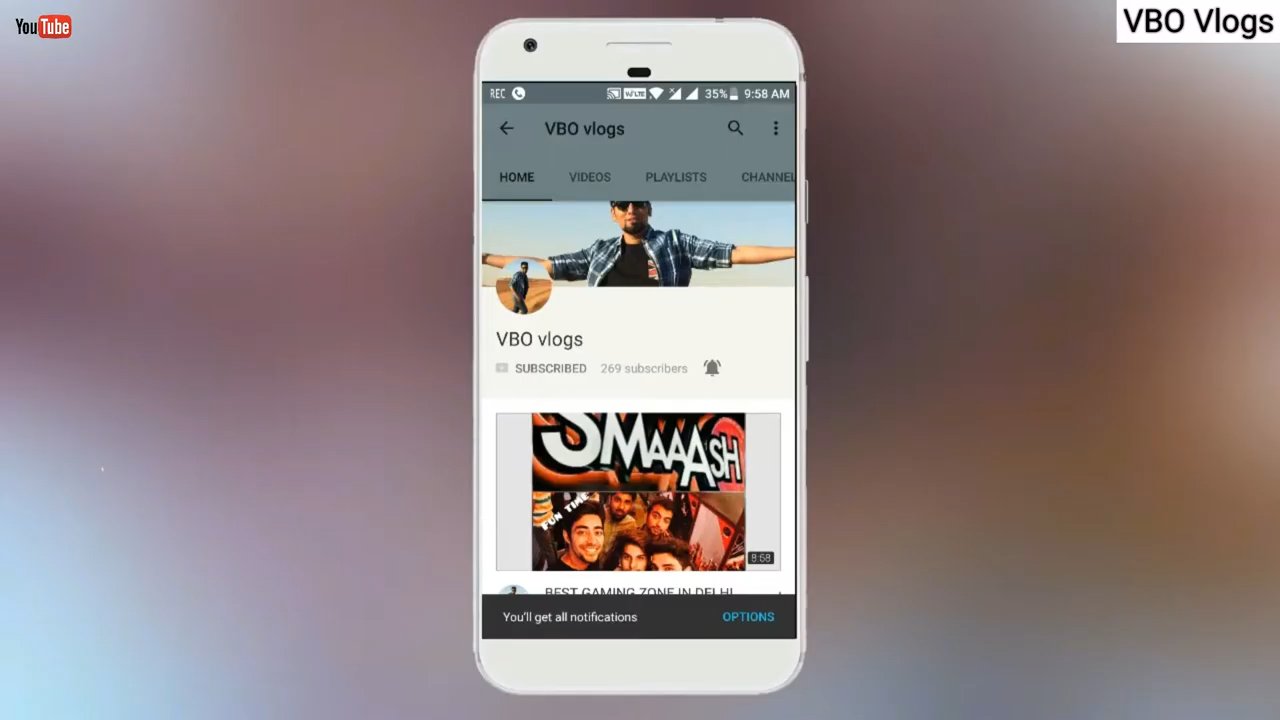 YouTube
VBO Vlogs
REC VoLTE 35% 9:58 AM
VBO vlogs
HOME VIDEOS PLAYLISTS CHANNEL
VBO vlogs
SUBSCRIBED 269 subscribers
SMAAASH
FUN TIME
8:58
BEST GAMING ZONE IN DELHI
You'll get all notifications OPTIONS